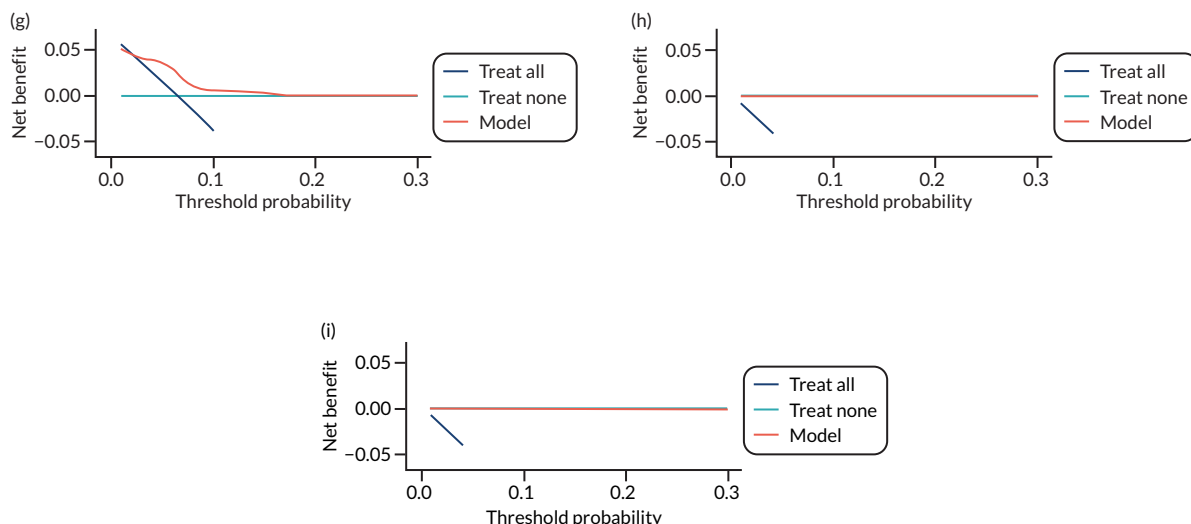 (g)
Net benefit
0.05
0.00
−0.05
0.0 0.1 0.2 0.3
Threshold probability
Treat all
Treat none
Model
(h)
Net benefit
0.05
0.00
−0.05
0.0 0.1 0.2 0.3
Threshold probability
Treat all
Treat none
Model
(i)
Net benefit
0.05
0.00
−0.05
0.0 0.1 0.2 0.3
Threshold probability
Treat all
Treat none
Model